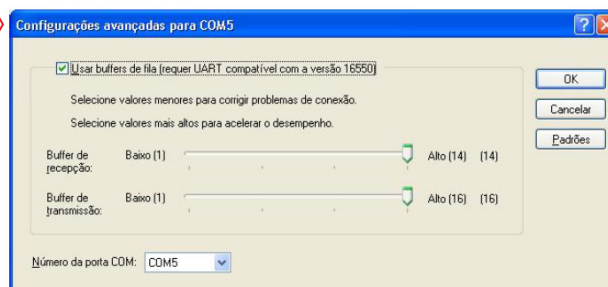 Configurações avançadas para COM5
Usar buffers de fila (requer UART compatível com a versão 16550)
OK
Selecione valores menores para corrigir problemas de conexão.
Cancelar
Selecione valores mais altos para acelerar o desempenho.
Padrões
Buffer de recepção: Baixo (1) Alto (14) (14)
Buffer de transmissão: Baixo (1) Alto (16) (16)
Número da porta COM: COM5